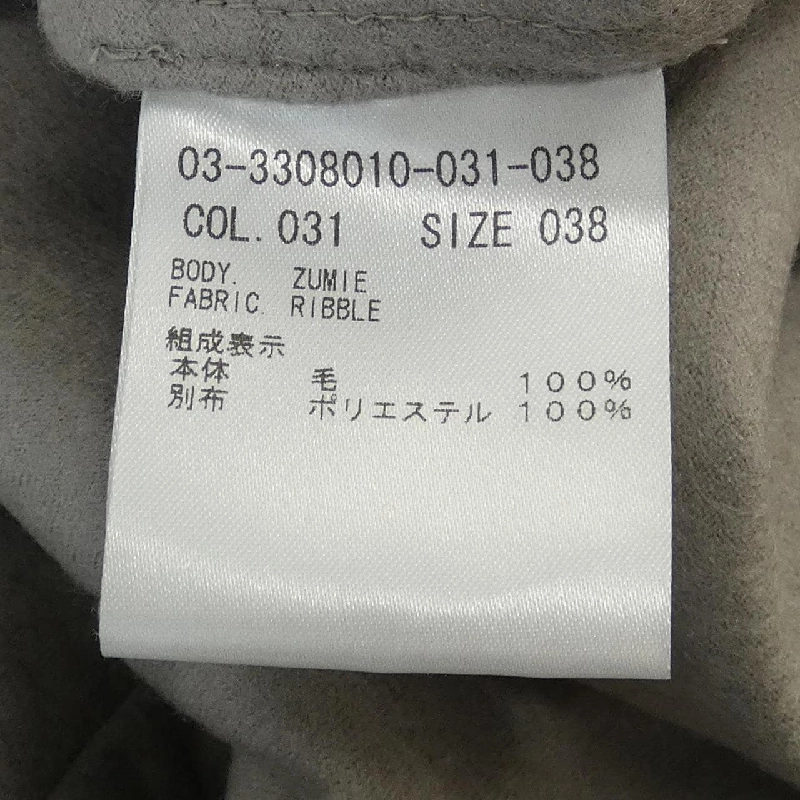 03-3308010-031-038
COL. 031 SIZE 038
BODY. ZUMIE
FABRIC. RIBBLE
組成表示
本体 毛 １００％
別布 ポリエステル １００％